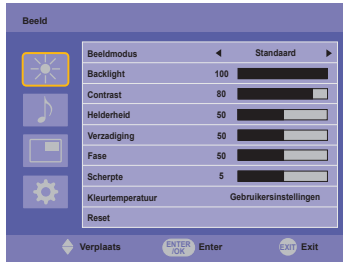 Beeld
Beeldmodus Standaard
Backlight 100
Contrast 80
Helderheid 50
Verzadiging 50
Fase 50
Scherpte 5
Kleurtemperatuur Gebruikersinstellingen
Reset
Verplaats ENTER /OK Enter EXIT Exit